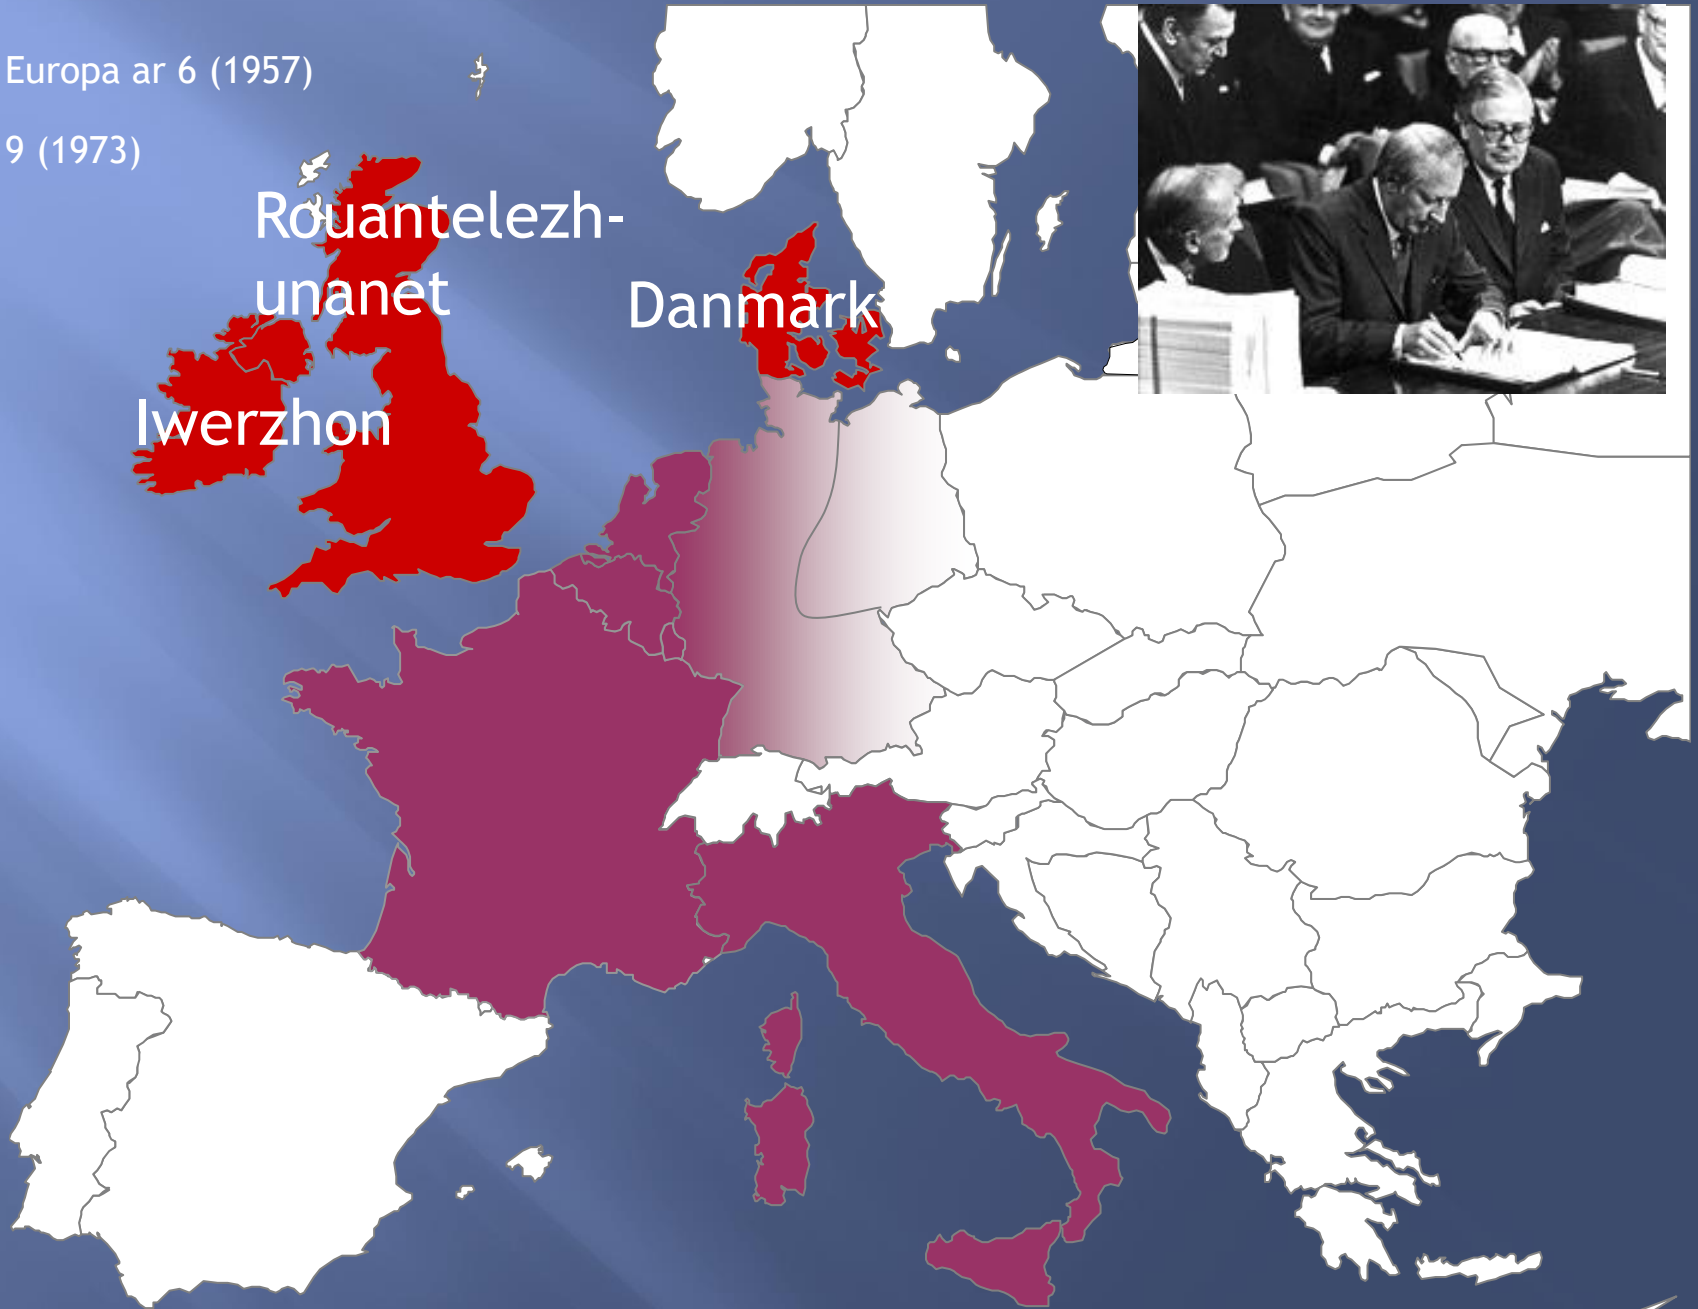 Europa ar 6 (1957)
9 (1973)
Rouantelezh-
unanet
Danmark
Iwerzhon